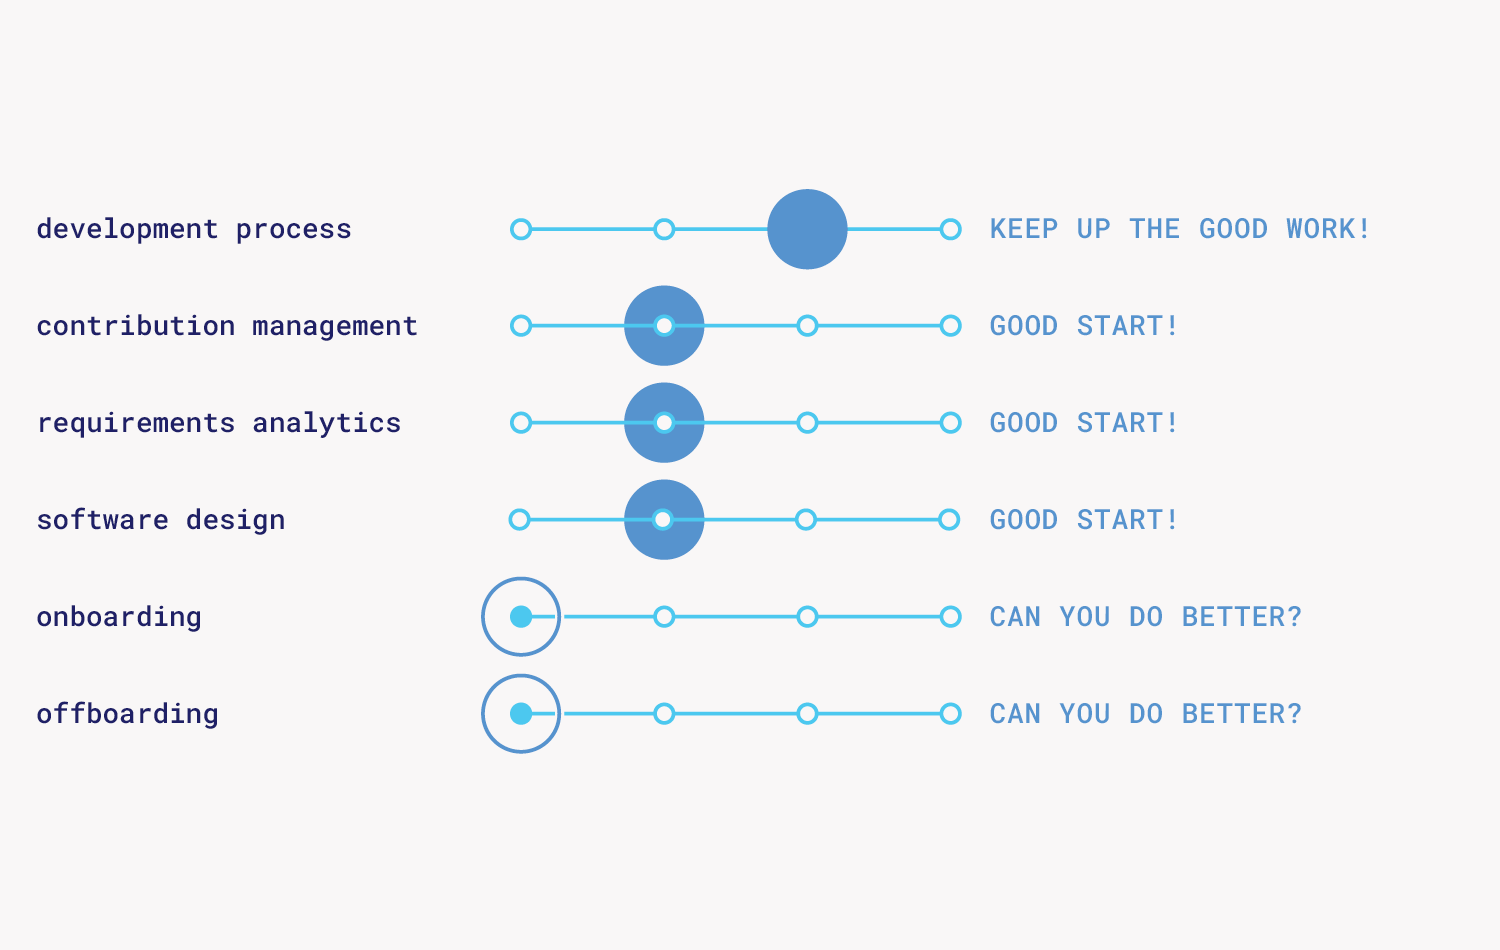 development process KEEP UP THE GOOD WORK!
contribution management GOOD START!
requirements analytics GOOD START!
software design GOOD START!
onboarding CAN YOU DO BETTER?
offboarding CAN YOU DO BETTER?